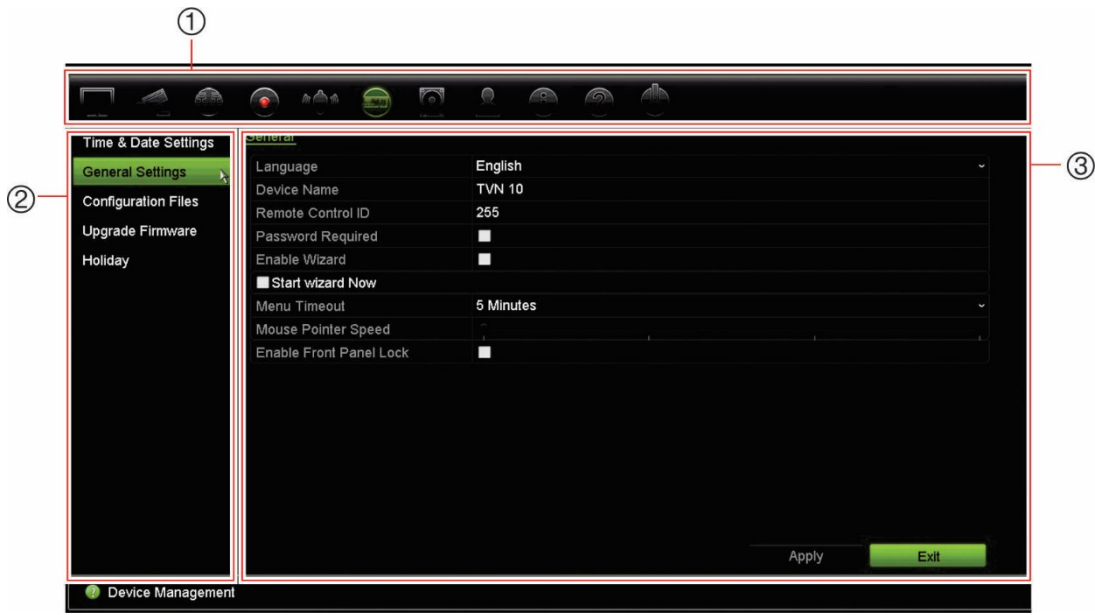 ①
Time & Date Settings
General Settings
Configuration Files
Upgrade Firmware
Holiday
②
General
Language English
Device Name TVN 10
Remote Control ID 255
Password Required
Enable Wizard
Start wizard Now
Menu Timeout 5 Minutes
Mouse Pointer Speed
Enable Front Panel Lock
③
Apply Exit
Device Management